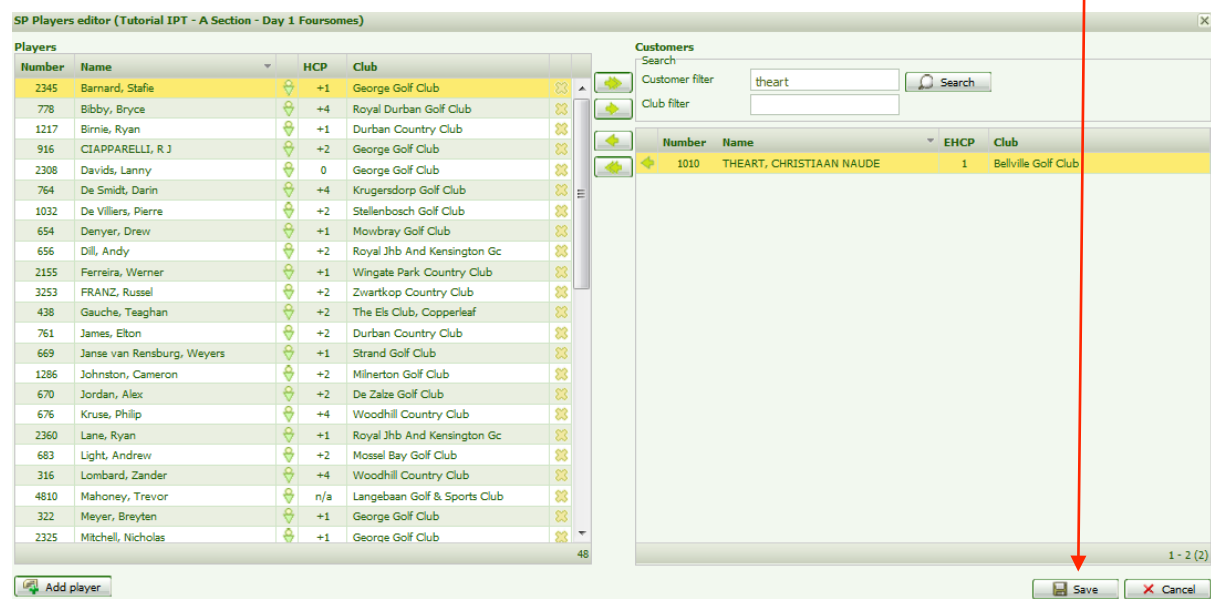 SP Players editor (Tutorial IPT - A Section - Day 1 Foursomes)
Players
Number Name HCP Club
2345 Barnard, Stafie +1 George Golf Club
778 Bibby, Bryce +4 Royal Durban Golf Club
1217 Birnie, Ryan +1 Durban Country Club
916 CIAPPARELLI, R J +2 George Golf Club
2308 Davids, Lanny 0 George Golf Club
764 De Smidt, Darin +4 Krugersdorp Golf Club
1032 De Villiers, Pierre +2 Stellenbosch Golf Club
654 Denyer, Drew +1 Mowbray Golf Club
656 Dill, Andy +2 Royal Jhb And Kensington Gc
2155 Ferreira, Werner +1 Wingate Park Country Club
3253 FRANZ, Russel +2 Zwartkop Country Club
438 Gauche, Teaghan +2 The Els Club, Copperleaf
761 James, Elton +2 Durban Country Club
669 Janse van Rensburg, Weyers +1 Strand Golf Club
1286 Johnston, Cameron +2 Milnerton Golf Club
670 Jordan, Alex +2 De Zalze Golf Club
676 Kruse, Philip +4 Woodhill Country Club
2360 Lane, Ryan +1 Royal Jhb And Kensington Gc
683 Light, Andrew +2 Mossel Bay Golf Club
316 Lombard, Zander +4 Woodhill Country Club
4810 Mahoney, Trevor n/a Langebaan Golf & Sports Club
322 Meyer, Breyten +1 George Golf Club
2325 Mitchell, Nicholas +1 George Golf Club
48
Add player
Customers
Search
Customer filter theart Search
Club filter
Number Name EHCP Club
1010 THEART, CHRISTIAAN NAUDE 1 Bellville Golf Club
1 - 2 (2)
Save Cancel